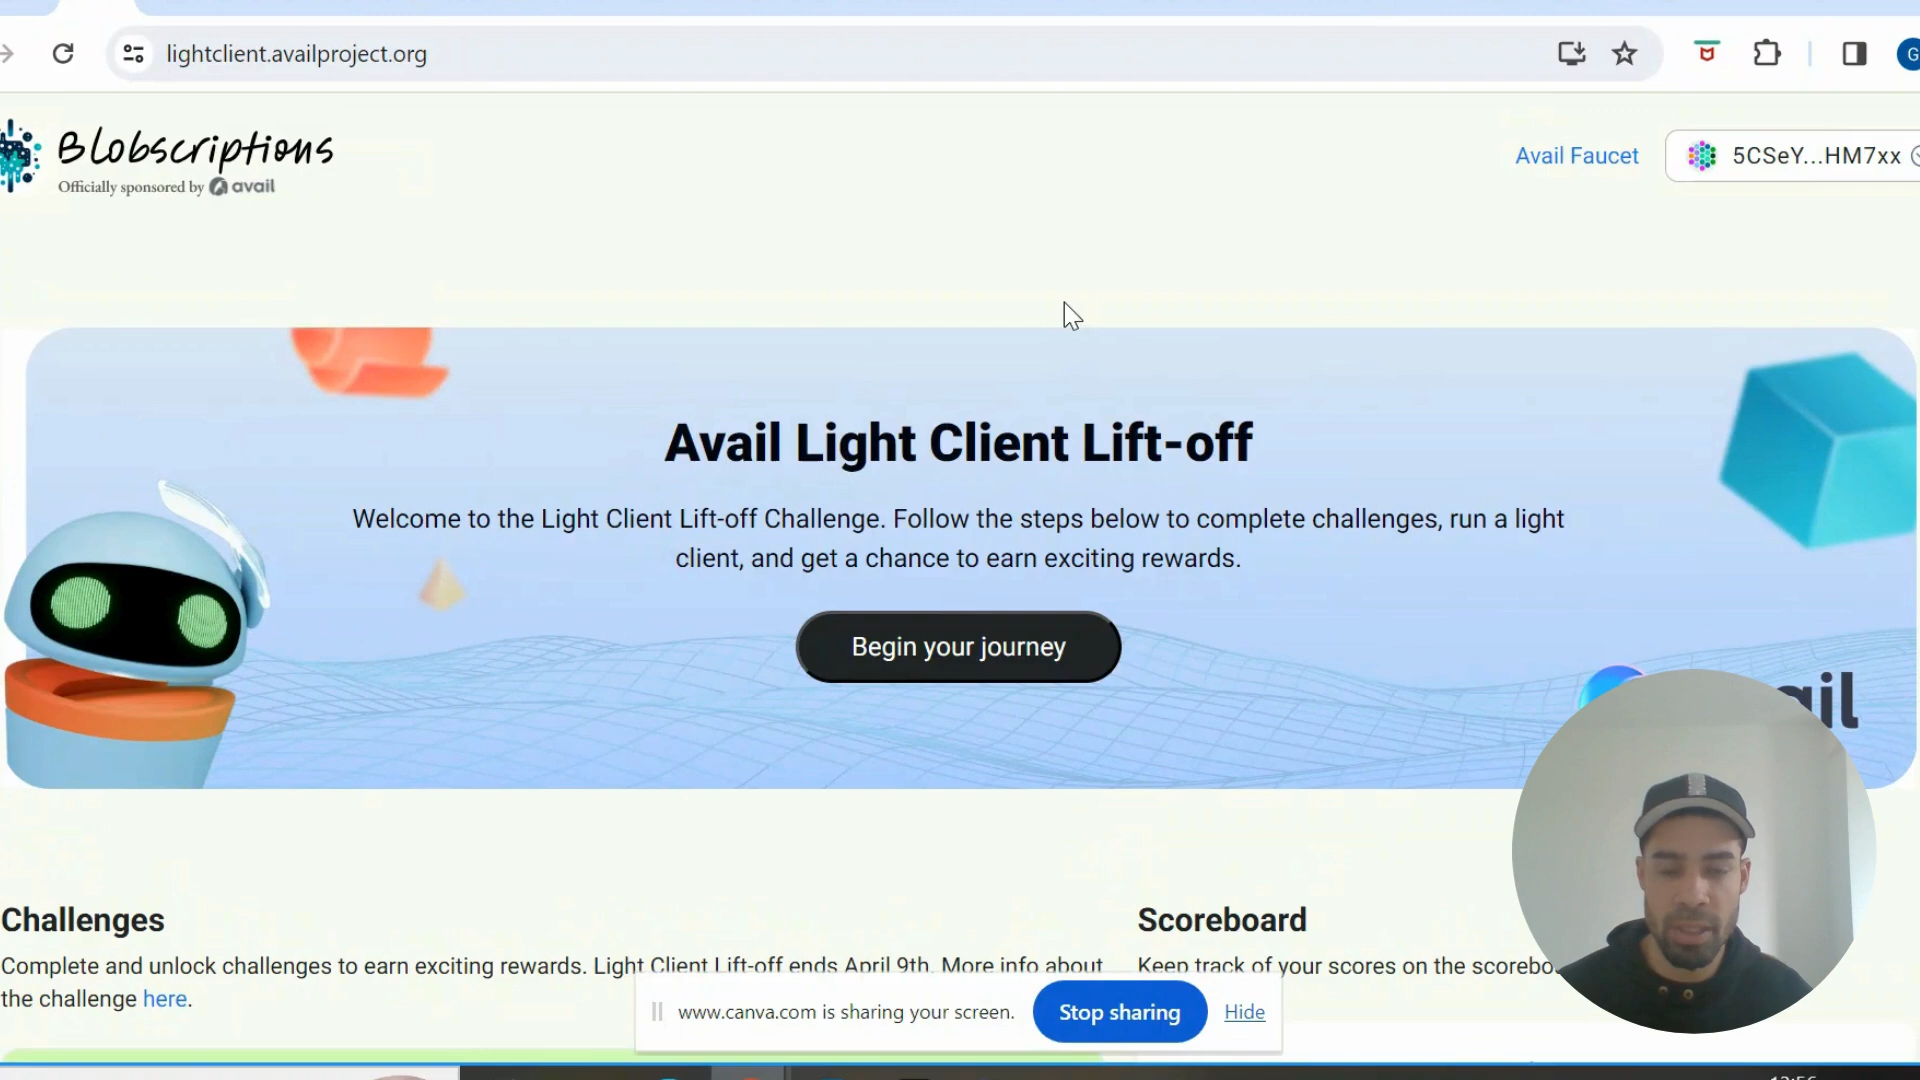 lightclient.availproject.org
G
Blobscriptions
Officially sponsored by avail
Avail Faucet
5CSeY...HM7xx
Avail Light Client Lift-off
Welcome to the Light Client Lift-off Challenge. Follow the steps below to complete challenges, run a light
client, and get a chance to earn exciting rewards.
Begin your journey
ail
Challenges
Complete and unlock challenges to earn exciting rewards. Light Client Lift-off ends April 9th. More info about
the challenge here.
Scoreboard
Keep track of your scores on the scorebo
www.canva.com is sharing your screen.
Stop sharing
Hide